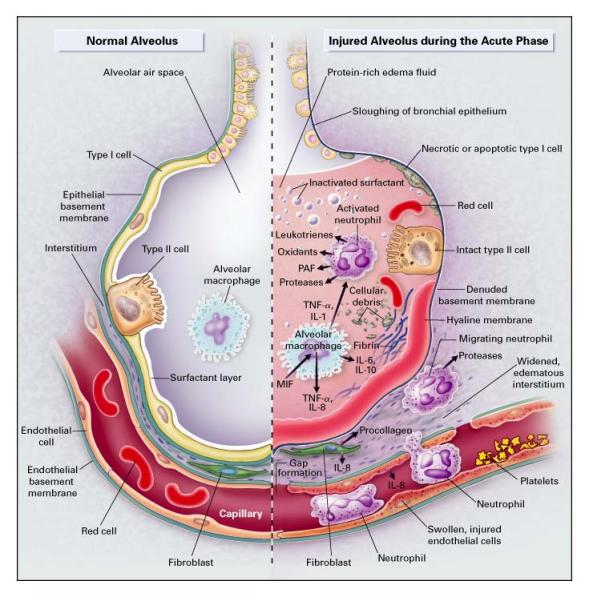 Normal Alveolus
Injured Alveolus during the Acute Phase
Alveolar air space
Protein-rich edema fluid
Sloughing of bronchial epithelium
Type I cell
Necrotic or apoptotic type I cell
Inactivated surfactant
Epithelial
basement
membrane
Red cell
Activated
neutrophil
Leukotrienes
Oxidants
PAF
Proteases
Interstitium
Type II cell
Intact type II cell
Alveolar
macrophage
Cellular
debris
Denuded
basement membrane
TNF-α,
IL-1
Hyaline membrane
Alveolar
macrophage
Fibrin
Migrating neutrophil
Proteases
IL-6,
IL-10
Widened,
edematous
interstitium
MIF
Surfactant layer
TNF-α,
IL-8
Procollagen
Endothelial
cell
Gap
formation
IL-8
IL-8
Endothelial
basement
membrane
Platelets
Neutrophil
Capillary
Red cell
Swollen, injured
endothelial cells
Fibroblast
Fibroblast
Neutrophil